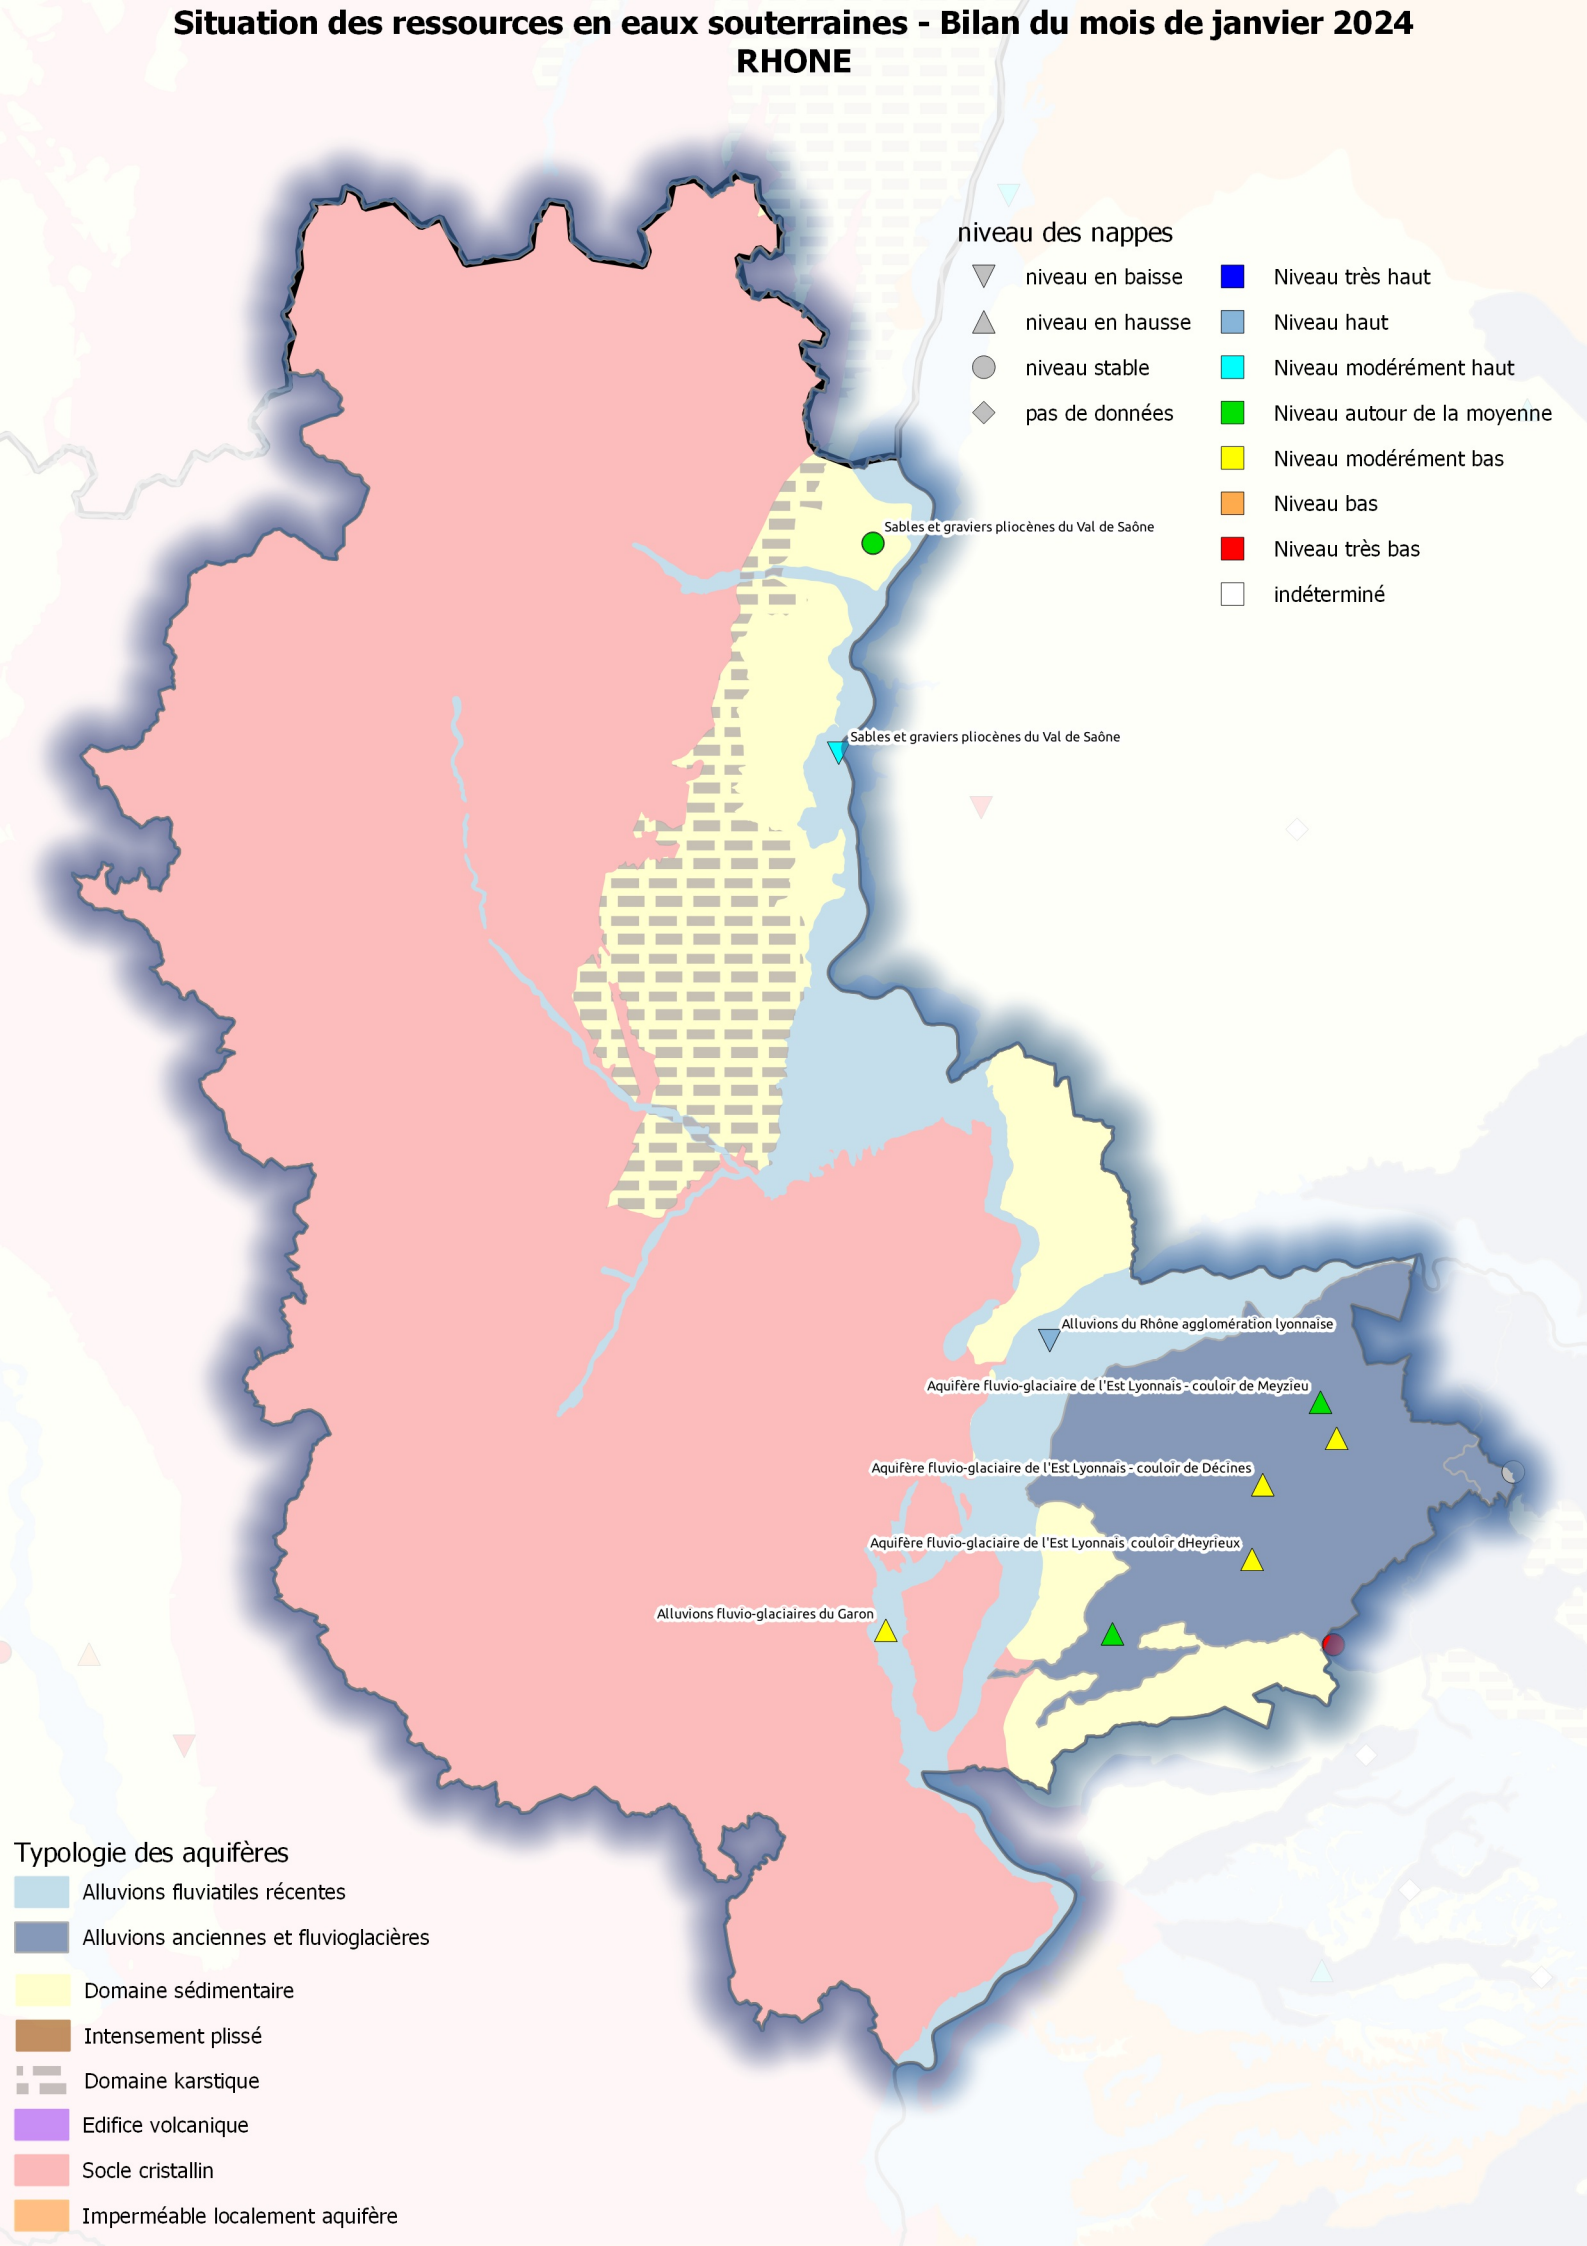 Situation des ressources en eaux souterraines - Bilan du mois de janvier 2024
RHONE
niveau des nappes
niveau en baisse
niveau en hausse
niveau stable
pas de données
Niveau très haut
Niveau haut
Niveau modérément haut
Niveau autour de la moyenne
Niveau modérément bas
Niveau bas
Niveau très bas
indéterminé
Sables et graviers pliocènes du Val de Saône
Sables et graviers pliocènes du Val de Saône
Alluvions du Rhône agglomération lyonnaise
Aquifère fluvio-glaciaire de l'Est Lyonnais - couloir de Meyzieu
Aquifère fluvio-glaciaire de l'Est Lyonnais - couloir de Décines
Aquifère fluvio-glaciaire de l'Est Lyonnais couloir dHeyrieux
Alluvions fluvio-glaciaires du Garon
Typologie des aquifères
Alluvions fluviatiles récentes
Alluvions anciennes et fluvioglacières
Domaine sédimentaire
Intensement plissé
Domaine karstique
Edifice volcanique
Socle cristallin
Imperméable localement aquifère